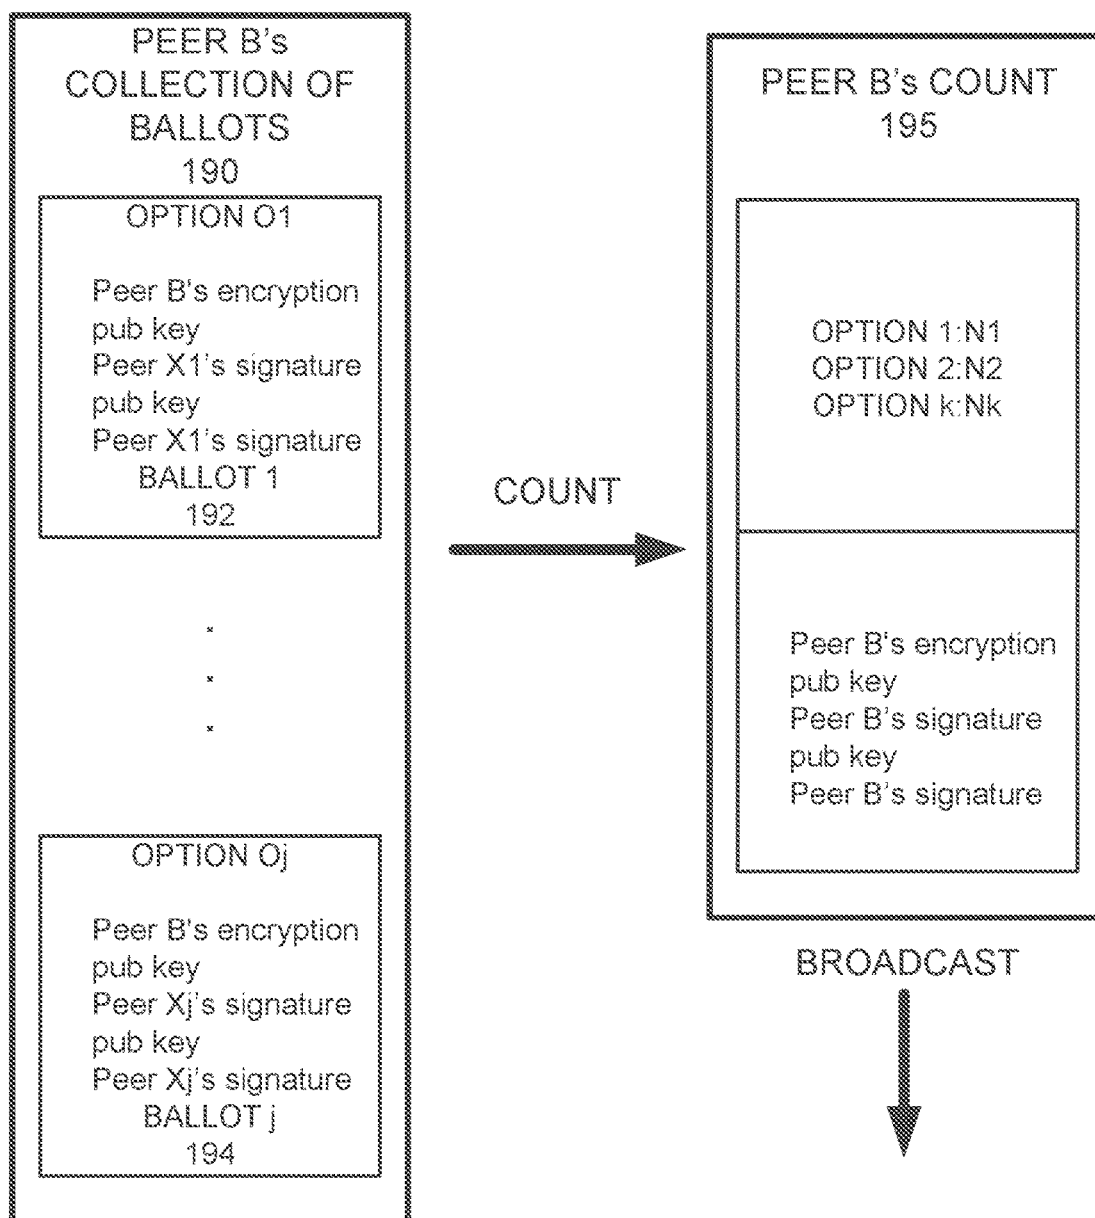 PEER B's
COLLECTION OF
BALLOTS
190
OPTION O1
Peer B's encryption
pub key
Peer X1's signature
pub key
Peer X1's signature
BALLOT 1
192
OPTION Oj
Peer B's encryption
pub key
Peer Xj's signature
pub key
Peer Xj's signature
BALLOT j
194
COUNT
PEER B's COUNT
195
OPTION 1:N1
OPTION 2:N2
OPTION k:Nk
Peer B's encryption
pub key
Peer B's signature
pub key
Peer B's signature
BROADCAST